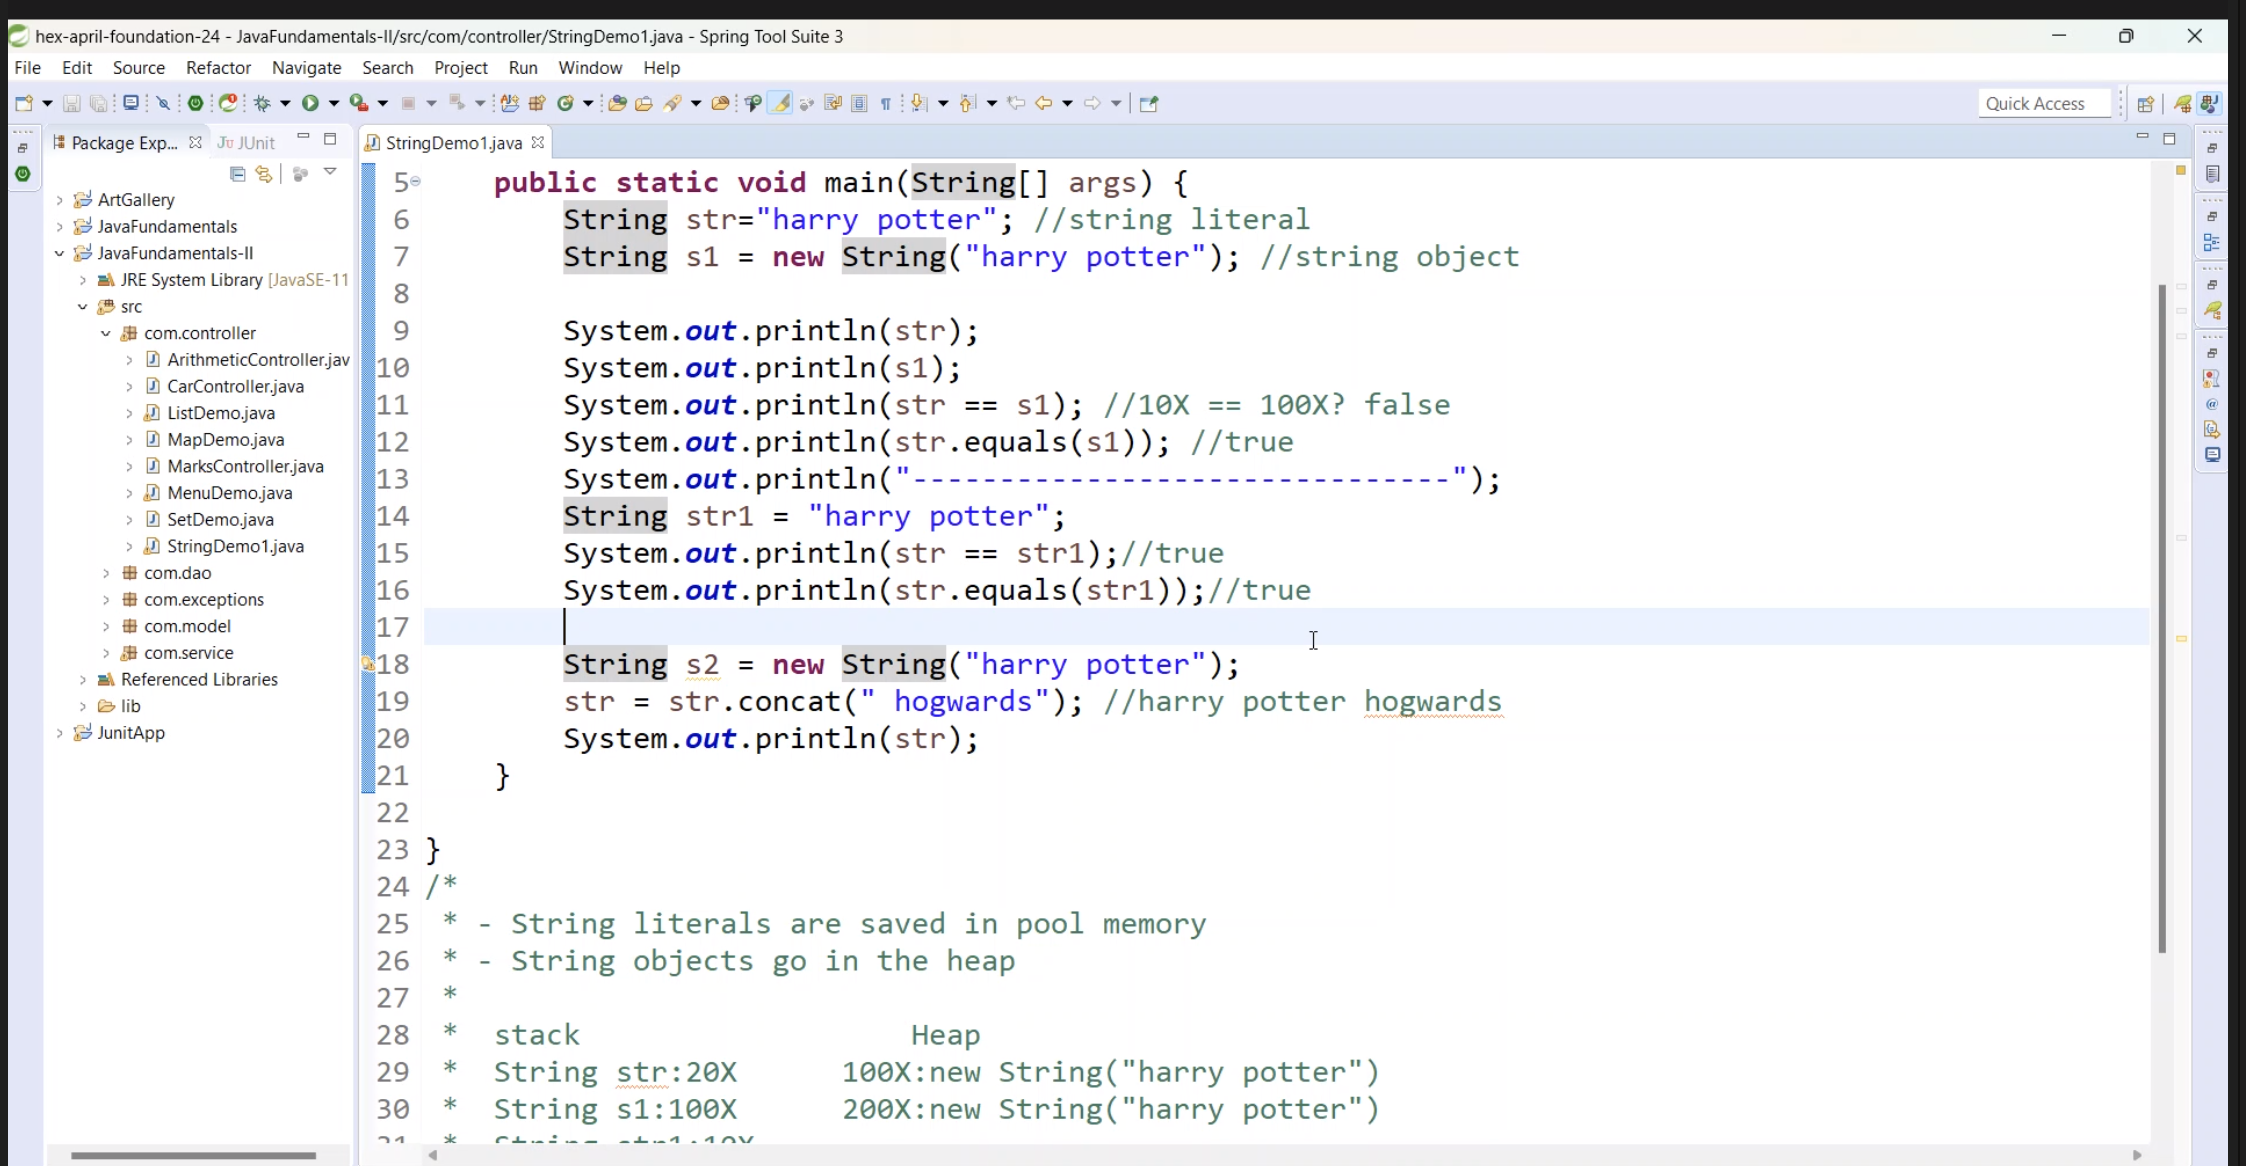 hex-april-foundation-24 - JavaFundamentals-II/src/com/controller/StringDemo1.java - Spring Tool Suite 3
File Edit Source Refactor Navigate Search Project Run Window Help
Quick Access
Package Exp... JUnit
StringDemo1.java
ArtGallery
JavaFundamentals
JavaFundamentals-II
JRE System Library [JavaSE-11
src
com.controller
ArithmeticController.jav
CarController.java
ListDemo.java
MapDemo.java
MarksController.java
MenuDemo.java
SetDemo.java
StringDemo1.java
com.dao
com.exceptions
com.model
com.service
Referenced Libraries
lib
JunitApp
5 public static void main(String[] args) {
6 String str="harry potter"; //string literal
7 String s1 = new String("harry potter"); //string object
8
9 System.out.println(str);
10 System.out.println(s1);
11 System.out.println(str == s1); //10X == 100X? false
12 System.out.println(str.equals(s1)); //true
13 System.out.println("-------------------------------");
14 String str1 = "harry potter";
15 System.out.println(str == str1);//true
16 System.out.println(str.equals(str1));//true
17
18 String s2 = new String("harry potter");
19 str = str.concat(" hogwards"); //harry potter hogwards
20 System.out.println(str);
21 }
22
23 }
24 /*
25 * - String literals are saved in pool memory
26 * - String objects go in the heap
27 *
28 * stack Heap
29 * String str:20X 100X:new String("harry potter")
30 * String s1:100X 200X:new String("harry potter")
31 * String str1:10X